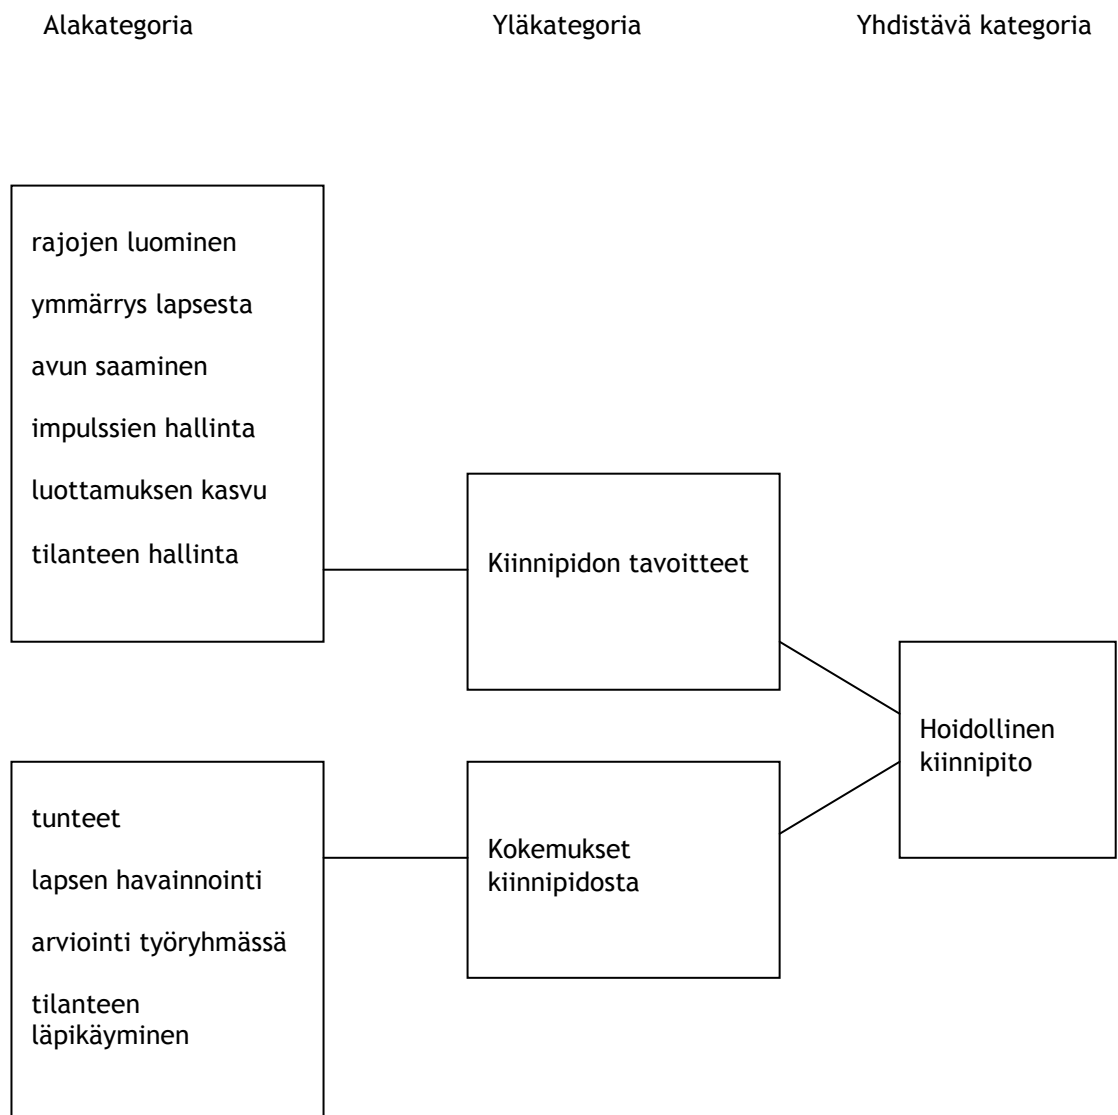 Alakategoria
Yläkategoria
Yhdistävä kategoria
rajojen luominen
ymmärrys lapsesta
avun saaminen
impulssien hallinta
luottamuksen kasvu
tilanteen hallinta
Kiinnipidon tavoitteet
Hoidollinen
kiinnipito
tunteet
lapsen havainnointi
arviointi työryhmässä
tilanteen
läpikäyminen
Kokemukset
kiinnipidosta